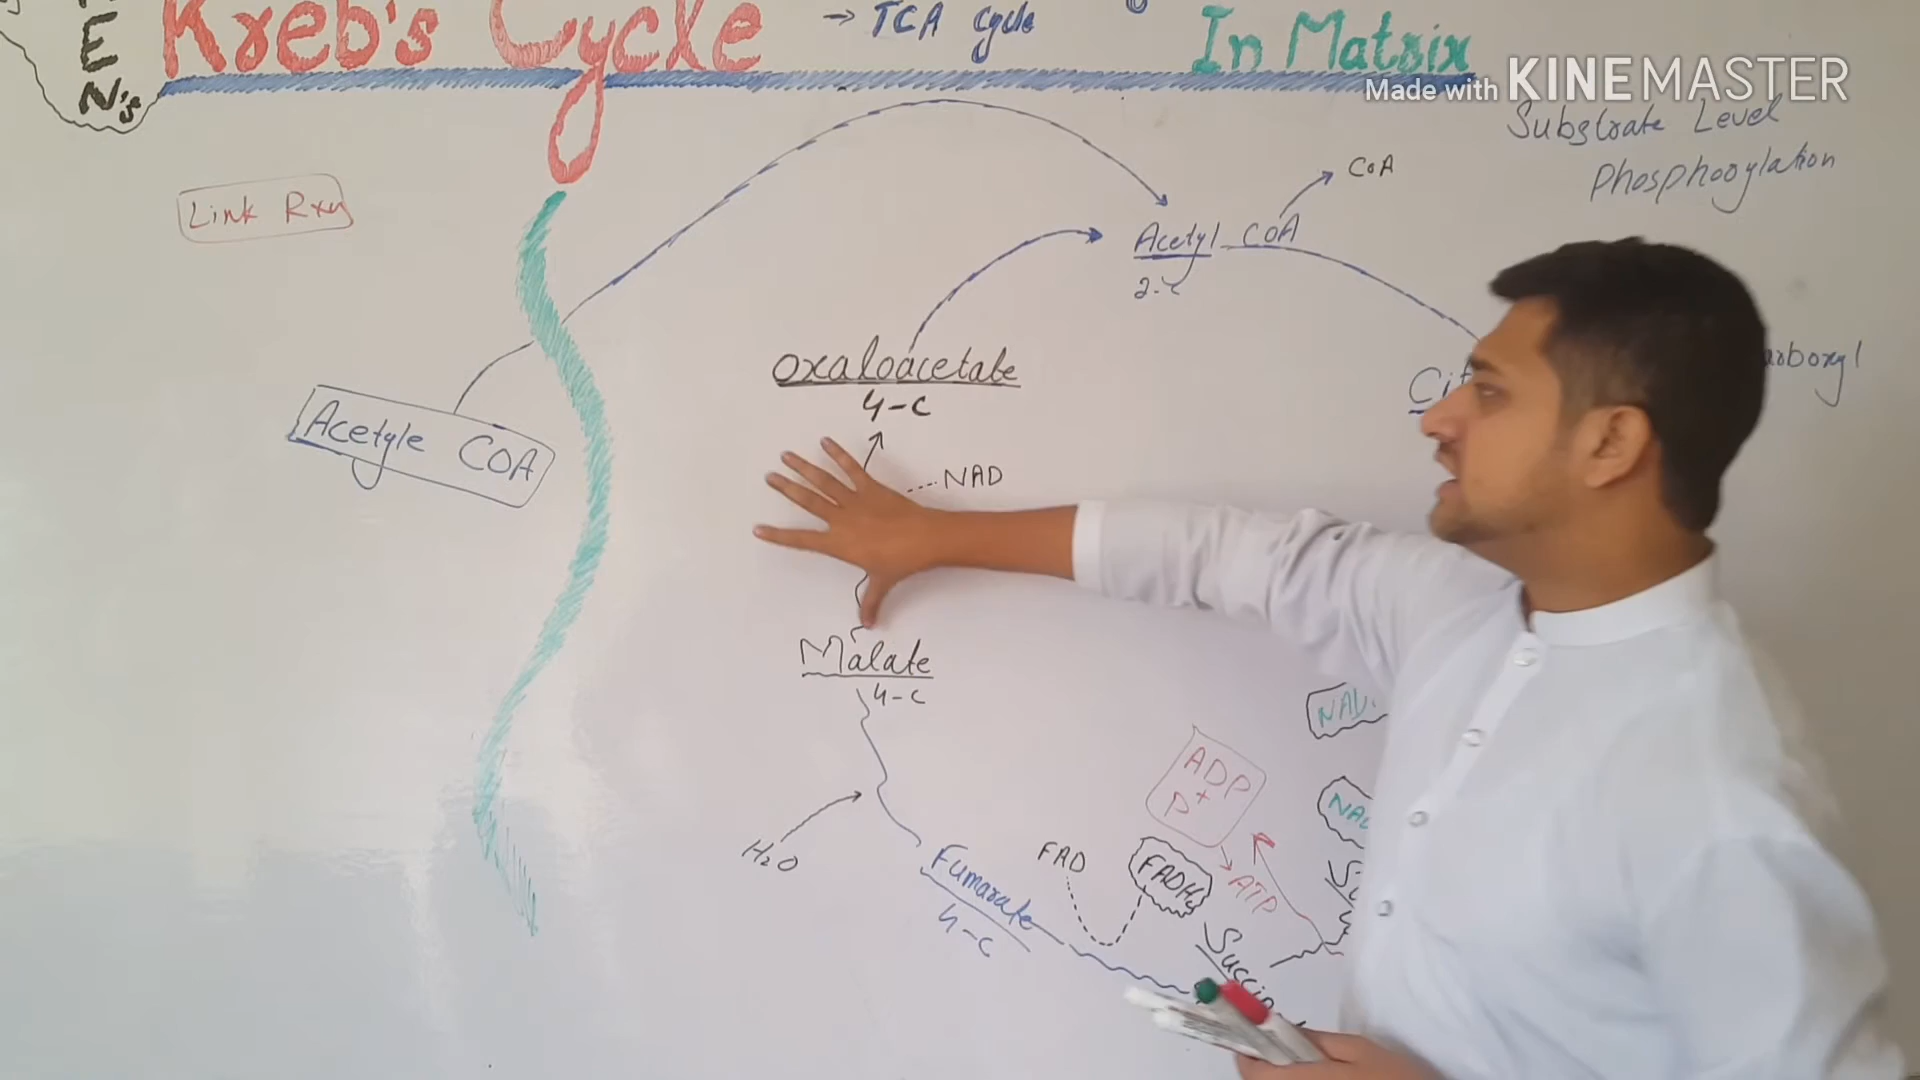 E
N's
Kreb's Cycle
→ TCA Cycle
In Matrix
Made with KINEMASTER
Substrate Level
Phosphorylation
Link Rxn
CoA
Acetyl COA
2-C
Oxaloacetate
4-C
Acetyle COA
NAD
Malate
4-C
H2O
Fumarate
4-C
FAD
FADH2
ADP
P+
ATP